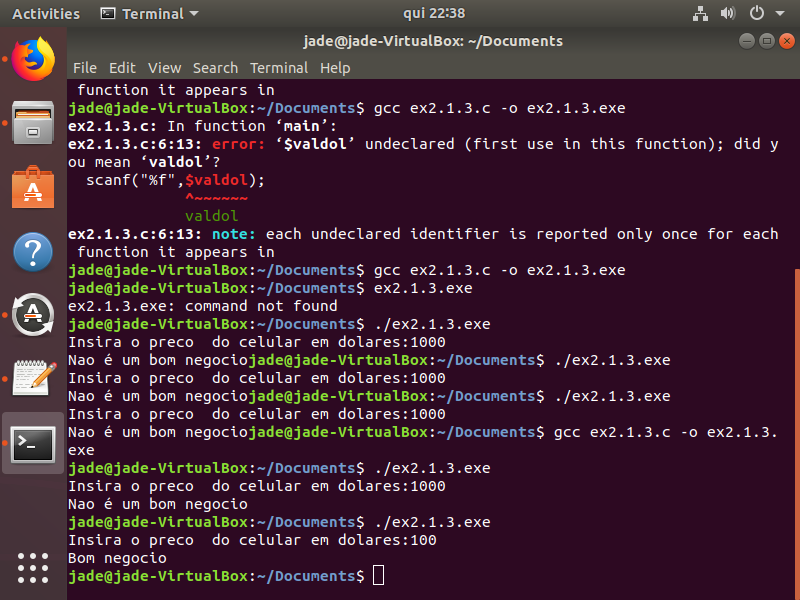 Activities Terminal qui 22:38
jade@jade-VirtualBox: ~/Documents
File Edit View Search Terminal Help
function it appears in
jade@jade-VirtualBox:~/Documents$ gcc ex2.1.3.c -o ex2.1.3.exe
ex2.1.3.c: In function ‘main’:
ex2.1.3.c:6:13: error: ‘$valdol’ undeclared (first use in this function); did y
ou mean ‘valdol’?
scanf("%f",$valdol);
^~~~~~~
valdol
ex2.1.3.c:6:13: note: each undeclared identifier is reported only once for each
function it appears in
jade@jade-VirtualBox:~/Documents$ gcc ex2.1.3.c -o ex2.1.3.exe
jade@jade-VirtualBox:~/Documents$ ex2.1.3.exe
ex2.1.3.exe: command not found
jade@jade-VirtualBox:~/Documents$ ./ex2.1.3.exe
Insira o preco  do celular em dolares:1000
Nao é um bom negociojade@jade-VirtualBox:~/Documents$ ./ex2.1.3.exe
Insira o preco  do celular em dolares:1000
Nao é um bom negociojade@jade-VirtualBox:~/Documents$ ./ex2.1.3.exe
Insira o preco  do celular em dolares:1000
Nao é um bom negociojade@jade-VirtualBox:~/Documents$ gcc ex2.1.3.c -o ex2.1.3.
exe
jade@jade-VirtualBox:~/Documents$ ./ex2.1.3.exe
Insira o preco  do celular em dolares:1000
Nao é um bom negocio
jade@jade-VirtualBox:~/Documents$ ./ex2.1.3.exe
Insira o preco  do celular em dolares:100
Bom negocio
jade@jade-VirtualBox:~/Documents$